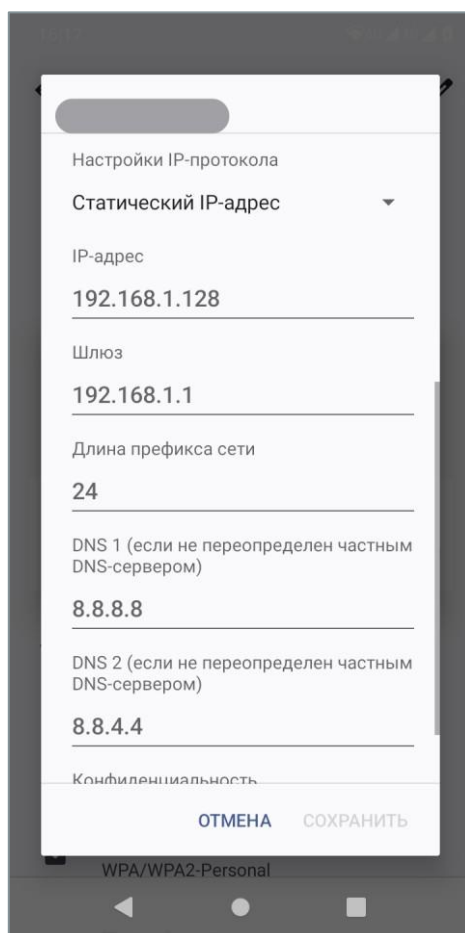 Настройки IP-протокола
Статический IP-адрес
IP-адрес
192.168.1.128
Шлюз
192.168.1.1
Длина префикса сети
24
DNS 1 (если не переопределен частным
DNS-сервером)
8.8.8.8
DNS 2 (если не переопределен частным
DNS-сервером)
8.8.4.4
Конфиденциальность
ОТМЕНА СОХРАНИТЬ
WPA/WPA2-Personal